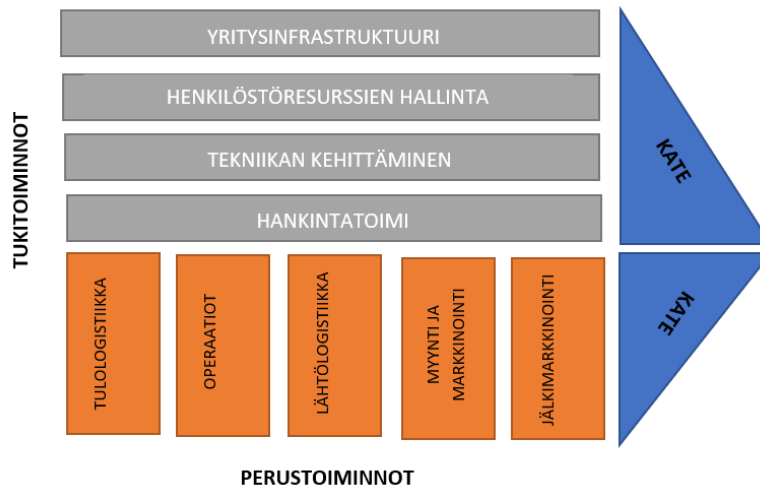 YRITYSINFRASTRUKTUURI
HENKILÖSTÖRESURSSIEN HALLINTA
TEKNIIKAN KEHITTÄMINEN
HANKINTATOIMI
TUKITOIMINNOT
KATE
TULOLOGISTIIKKA
OPERAATIOT
LÄHTÖLOGISTIIKKA
MYYNTI JA
MARKKINOINTI
JÄLKIMARKKINOINTI
KATE
PERUSTOIMINNOT